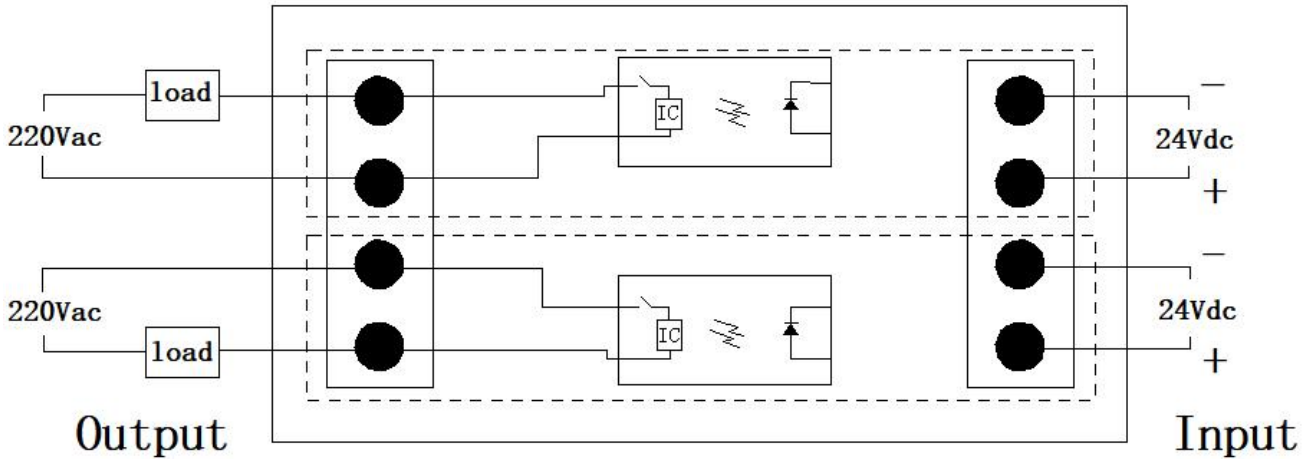 load
220Vac
IC
−
24Vdc
+
220Vac
load
IC
−
24Vdc
+
Output
Input